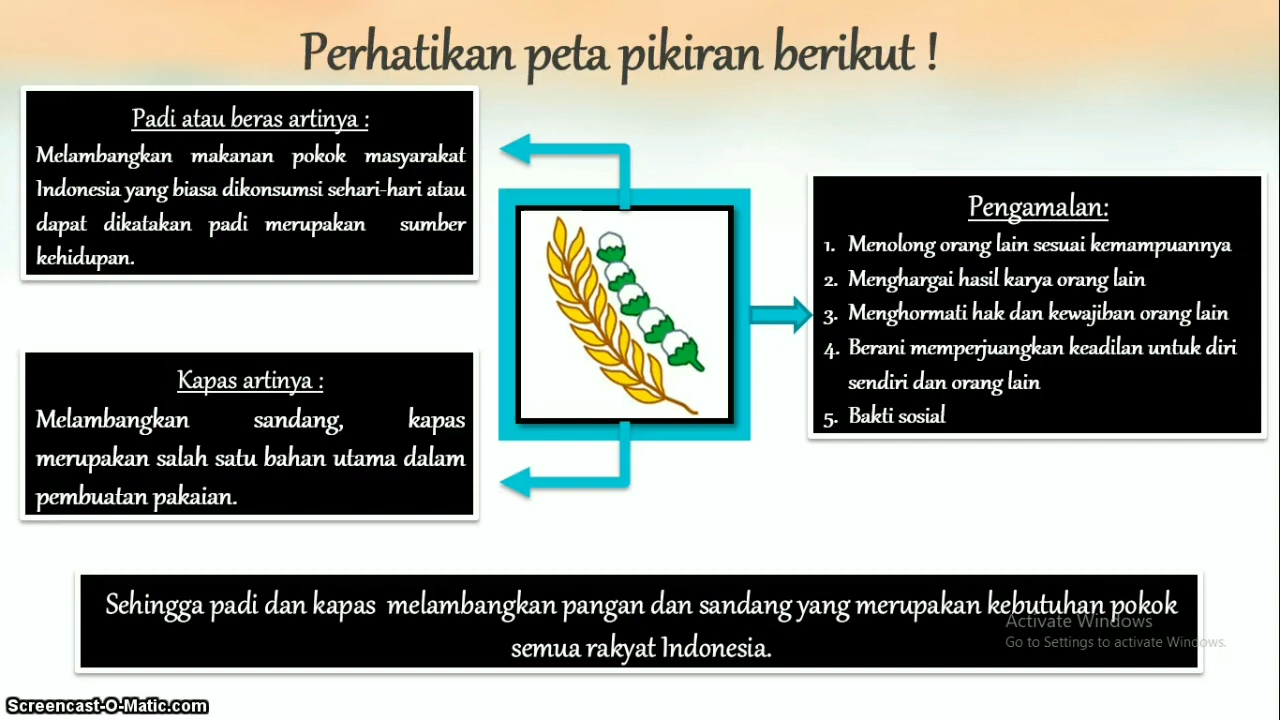 Perhatikan peta pikiran berikut !
Padi atau beras artinya :
Melambangkan makanan pokok masyarakat
Indonesia yang biasa dikonsumsi sehari-hari atau
dapat dikatakan padi merupakan sumber
kehidupan.
Kapas artinya :
Melambangkan sandang, kapas
merupakan salah satu bahan utama dalam
pembuatan pakaian.
Pengamalan:
1. Menolong orang lain sesuai kemampuannya
2. Menghargai hasil karya orang lain
3. Menghormati hak dan kewajiban orang lain
4. Berani memperjuangkan keadilan untuk diri
sendiri dan orang lain
5. Bakti sosial
Sehingga padi dan kapas melambangkan pangan dan sandang yang merupakan kebutuhan pokok
semua rakyat Indonesia.
Activate Windows
Go to Settings to activate Windows.
Screencast-O-Matic.com